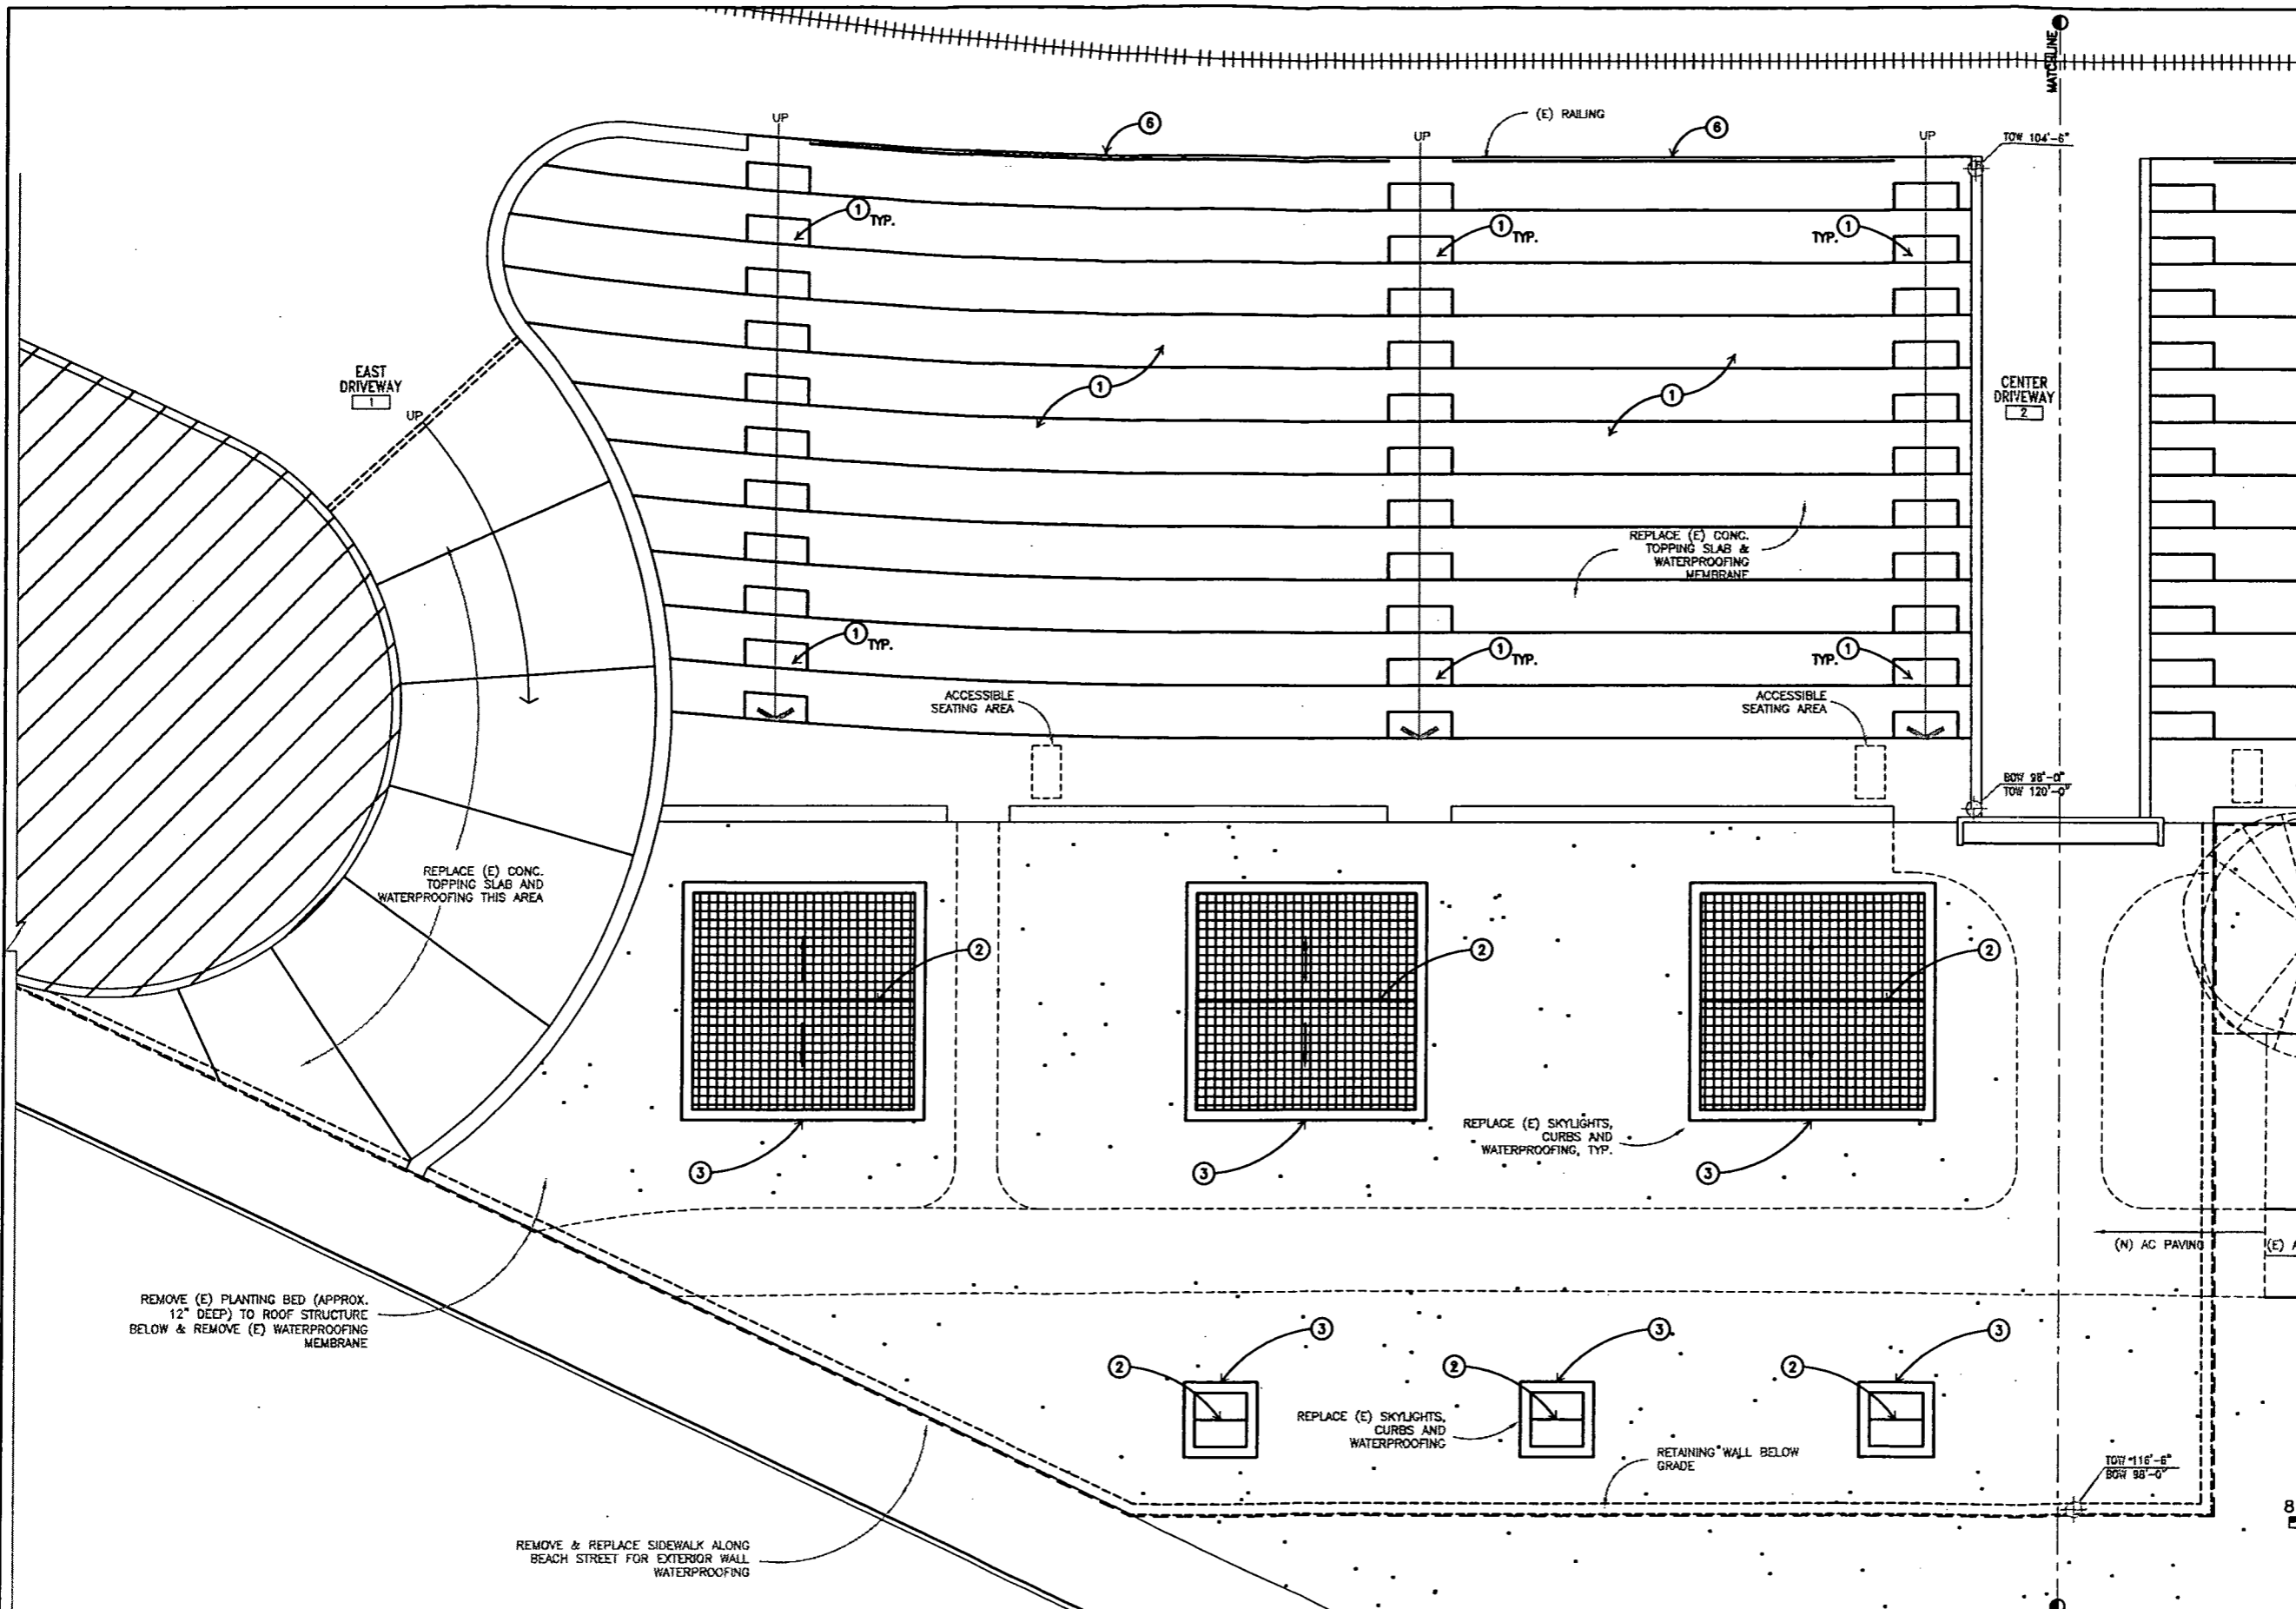 MATCHLINE
UP
6
(E) RAILING
6
UP
UP
TOW 104'-6"
1
TYP.
1
TYP.
TYP.
1
EAST
DRIVEWAY
1
UP
1
1
CENTER
DRIVEWAY
2
REPLACE (E) CONC.
TOPPING SLAB &
WATERPROOFING
MEMBRANE
1
TYP.
1
TYP.
TYP.
1
ACCESSIBLE
SEATING AREA
ACCESSIBLE
SEATING AREA
BOW 98'-0"
TOW 120'-0"
REPLACE (E) CONC.
TOPPING SLAB AND
WATERPROOFING THIS AREA
2
2
2
REPLACE (E) SKYLIGHTS,
CURBS AND
WATERPROOFING, TYP.
3
3
3
(N) AC PAVING
(E) A
REMOVE (E) PLANTING BED (APPROX.
12" DEEP) TO ROOF STRUCTURE
BELOW & REMOVE (E) WATERPROOFING
MEMBRANE
3
3
3
2
2
2
REPLACE (E) SKYLIGHTS,
CURBS AND
WATERPROOFING
RETAINING WALL BELOW
GRADE
TOW 116'-6"
BOW 98'-0"
8
REMOVE & REPLACE SIDEWALK ALONG
BEACH STREET FOR EXTERIOR WALL
WATERPROOFING